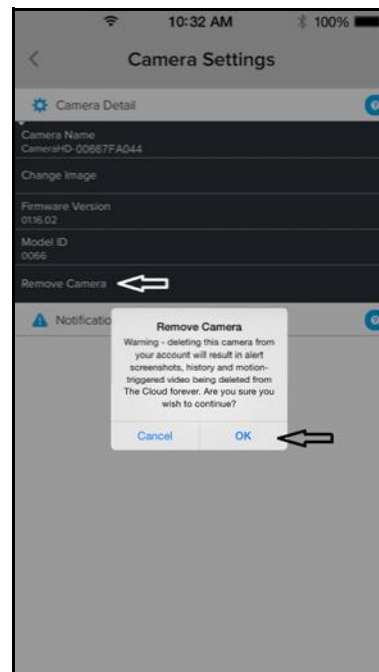 10:32 AM 100%
Camera Settings
Camera Detail
Camera Name
CameraHD-00667FA044
Change Image
Firmware Version
01.16.02
Model ID
0066
Remove Camera
Notificatio
Remove Camera
Warning - deleting this camera from
your account will result in alert
screenshots, history and motion-
triggered video being deleted from
The Cloud forever. Are you sure you
wish to continue?
Cancel OK